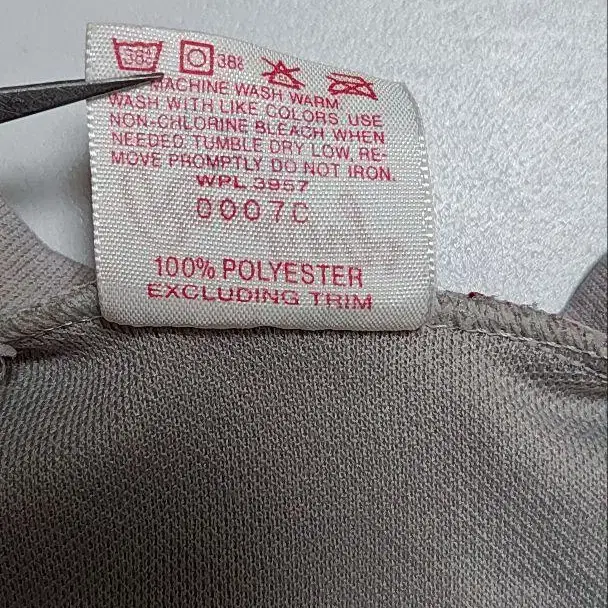 38° 38°
MACHINE WASH WARM
WASH WITH LIKE COLORS. USE
NON-CHLORINE BLEACH WHEN
NEEDED. TUMBLE DRY LOW, RE-
MOVE PROMPTLY DO NOT IRON.
WPL 3957
0007C
100% POLYESTER
EXCLUDING TRIM